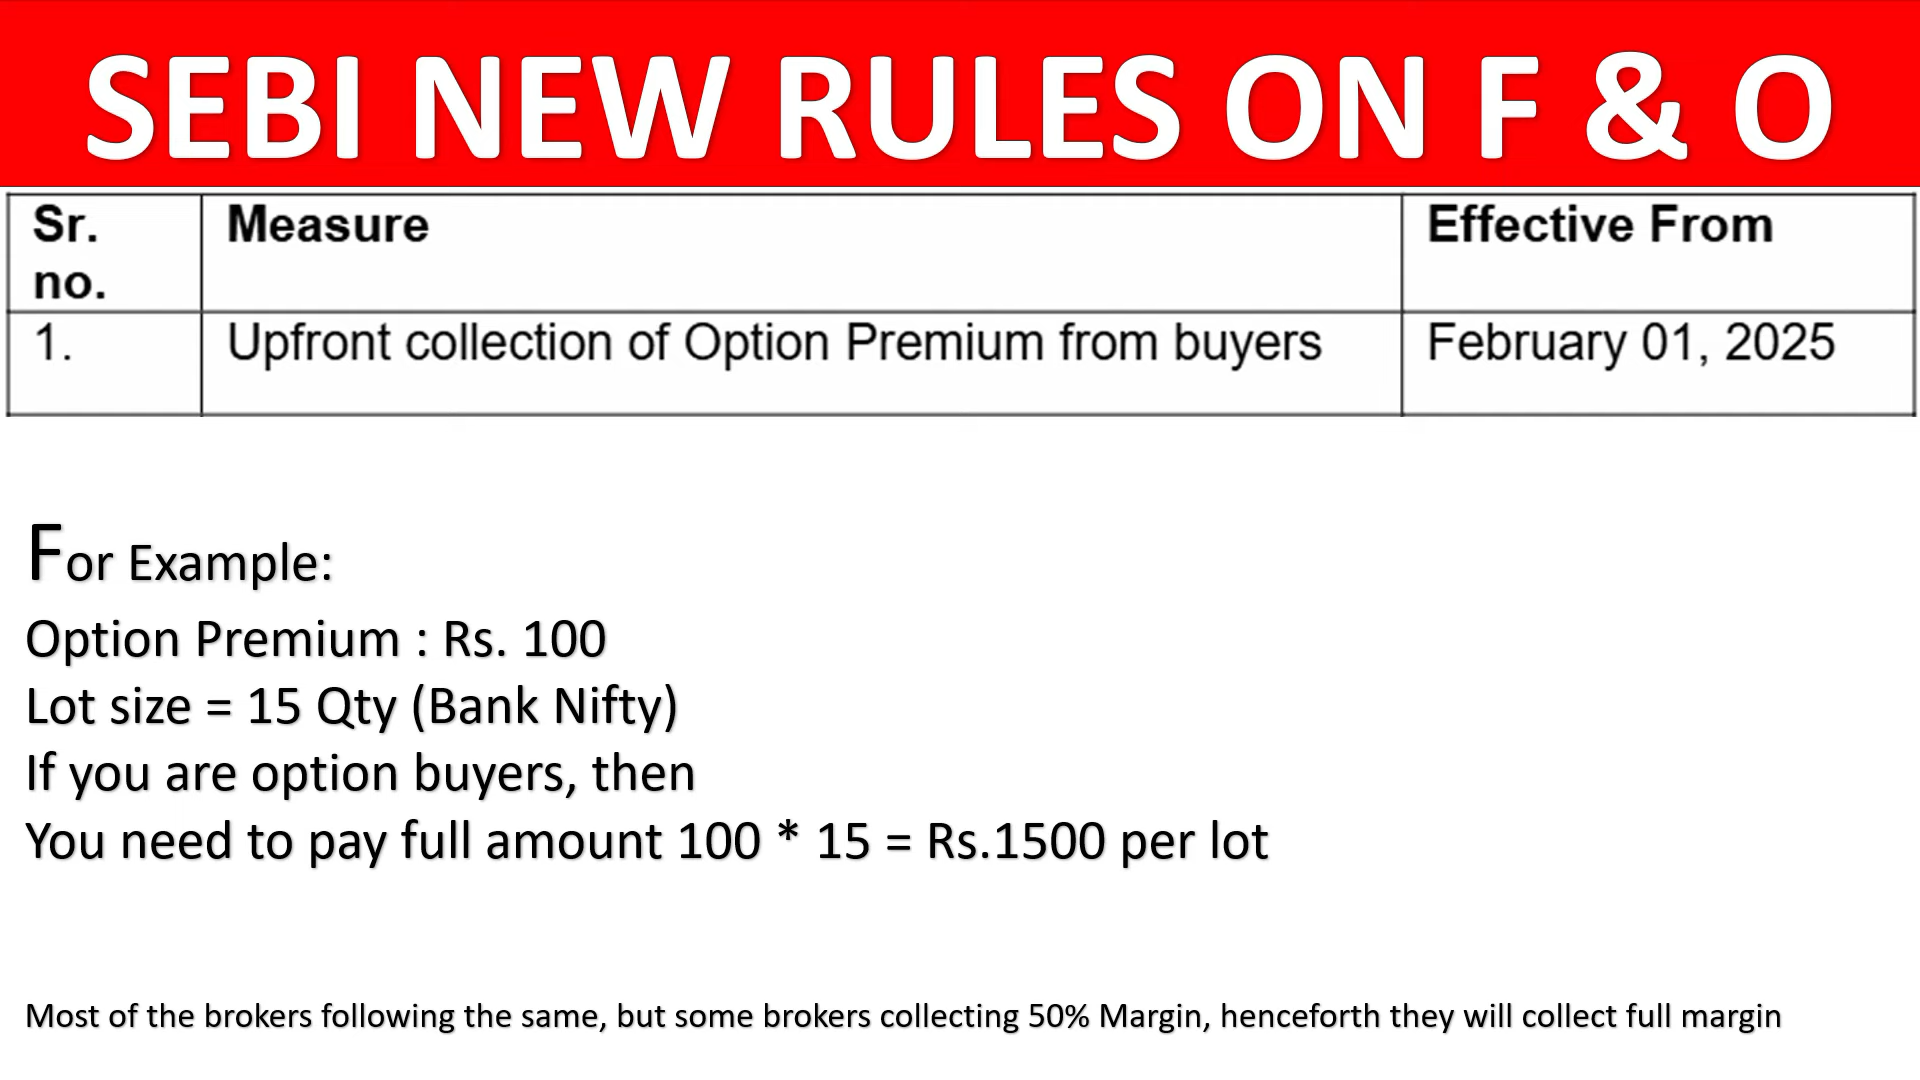 SEBI NEW RULES ON F & O
Sr. no. Measure Effective From
1. Upfront collection of Option Premium from buyers February 01, 2025
For Example:
Option Premium : Rs. 100
Lot size = 15 Qty (Bank Nifty)
If you are option buyers, then
You need to pay full amount 100 * 15 = Rs.1500 per lot
Most of the brokers following the same, but some brokers collecting 50% Margin, henceforth they will collect full margin